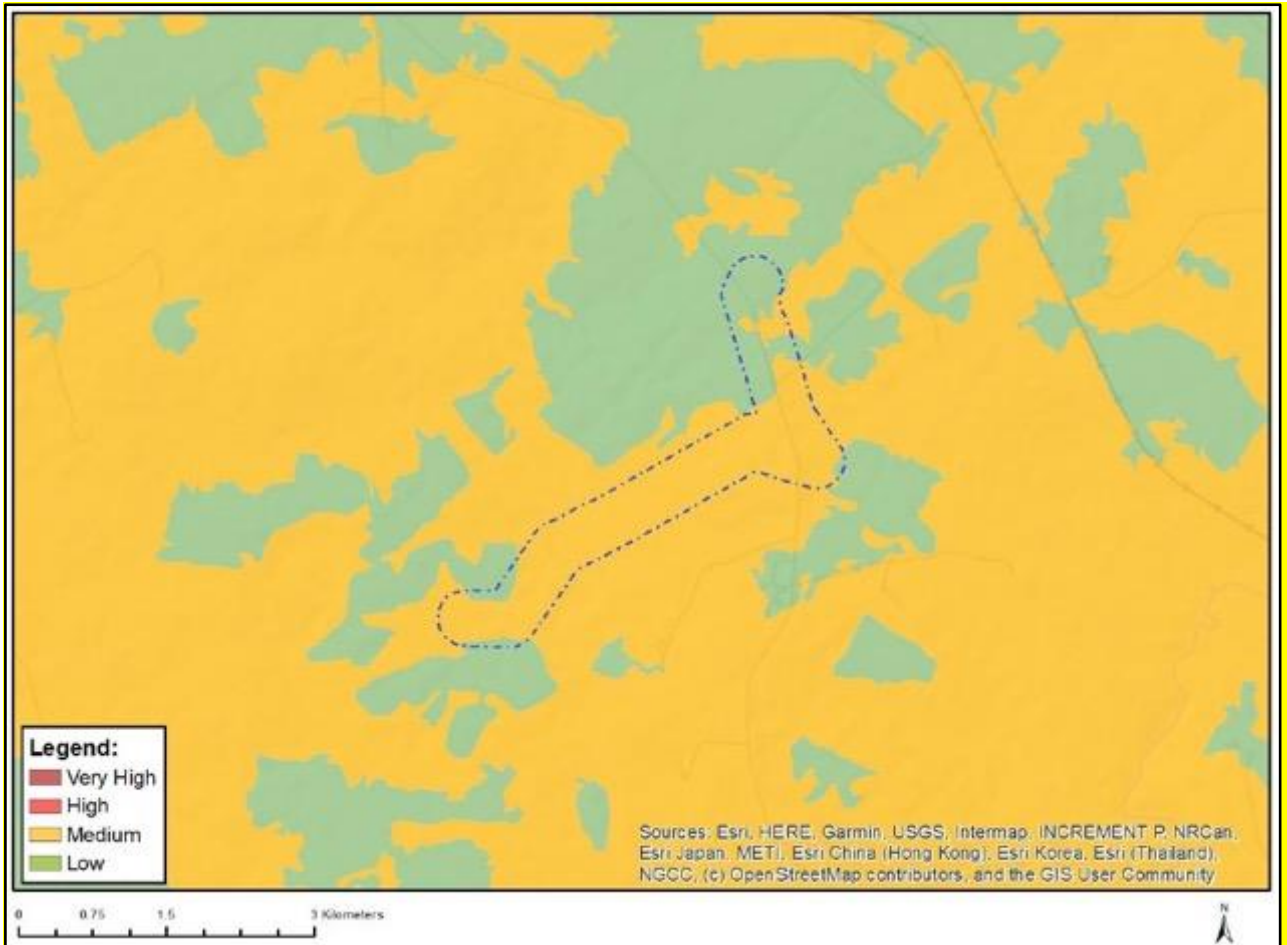 Legend:
Very High
High
Medium
Low
Sources: Esri, HERE, Garmin, USGS, Intermap, INCREMENT P, NRCan,
Esri Japan, METI, Esri China (Hong Kong), Esri Korea, Esri (Thailand),
NGCC, (c) OpenStreetMap contributors, and the GIS User Community
0 0.75 1.5 3 Kilometers
N